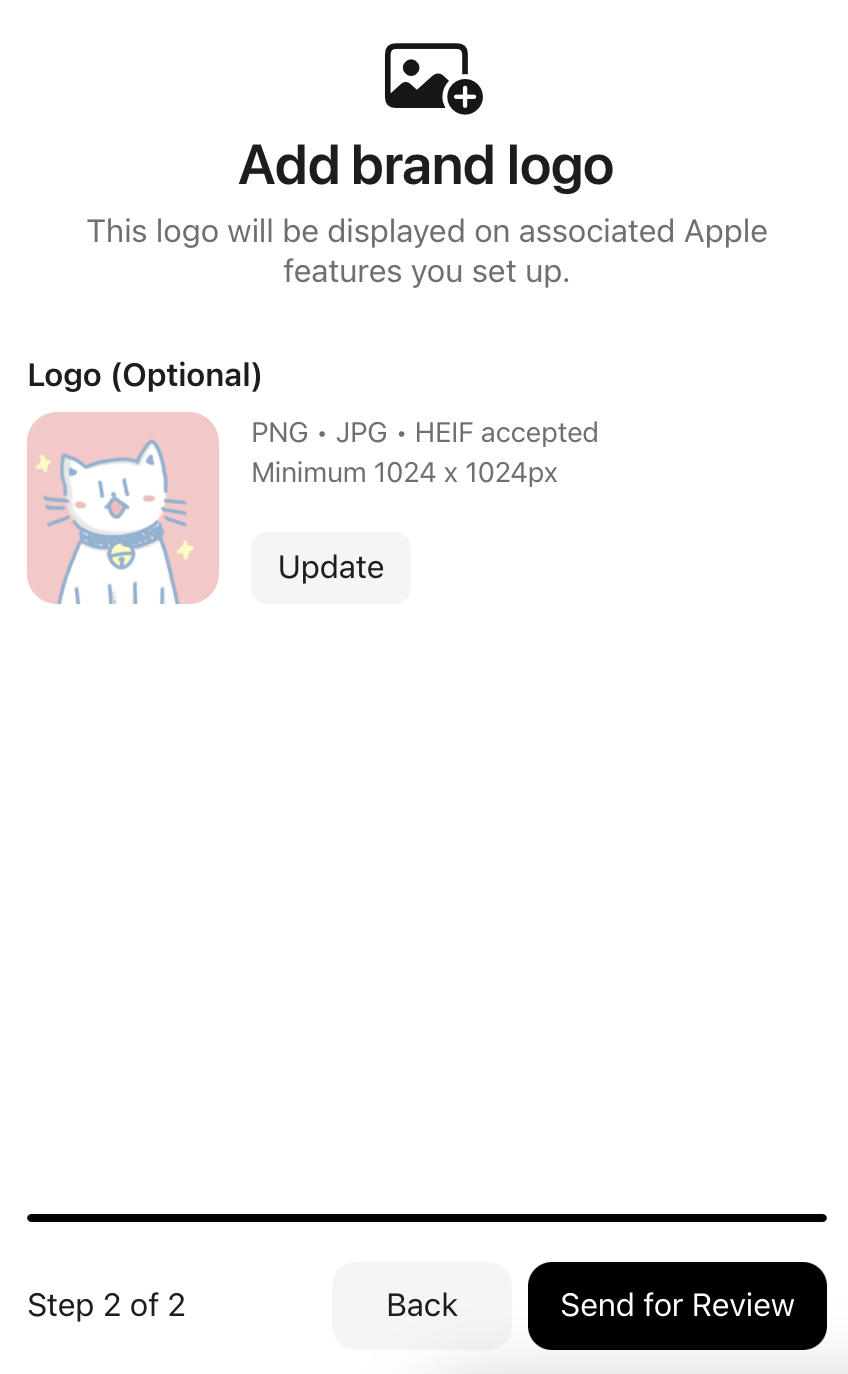 Add brand logo
This logo will be displayed on associated Apple
features you set up.
Logo (Optional)
PNG • JPG • HEIF accepted
Minimum 1024 x 1024px
Update
Step 2 of 2
Back
Send for Review